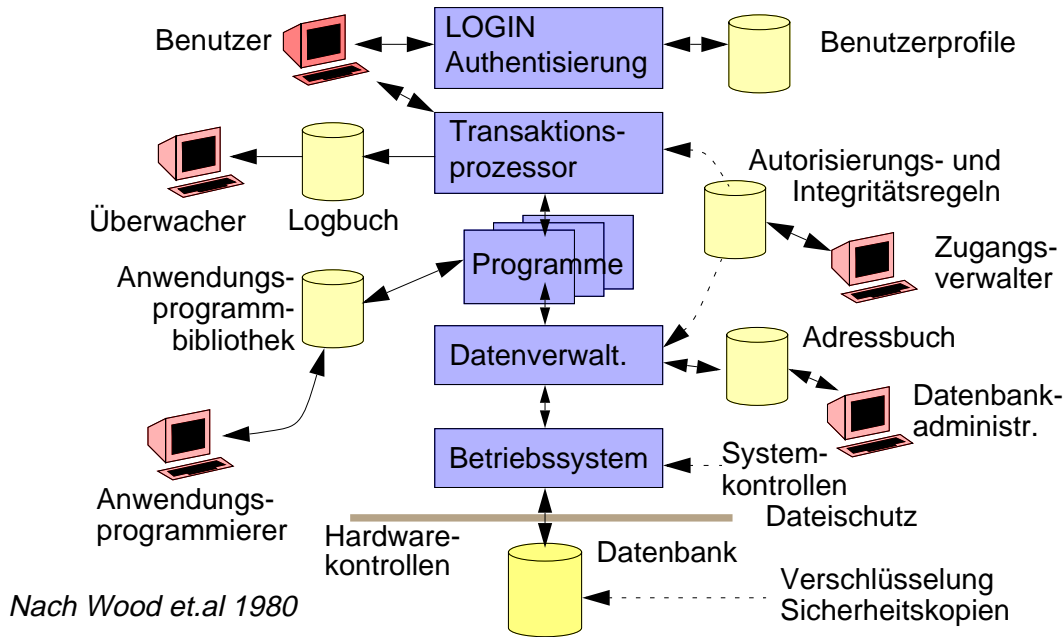 Benutzer
LOGIN
Authentisierung
Benutzerprofile
Transaktions-
prozessor
Autorisierungs- und
Integritätsregeln
Überwacher
Logbuch
Programme
Zugangs-
verwalter
Anwendungs-
programm-
bibliothek
Datenverwalt.
Adressbuch
Datenbank-
administr.
Betriebssystem
System-
kontrollen
Dateischutz
Anwendungs-
programmierer
Hardware-
kontrollen
Datenbank
Verschlüsselung
Sicherheitskopien
Nach Wood et.al 1980